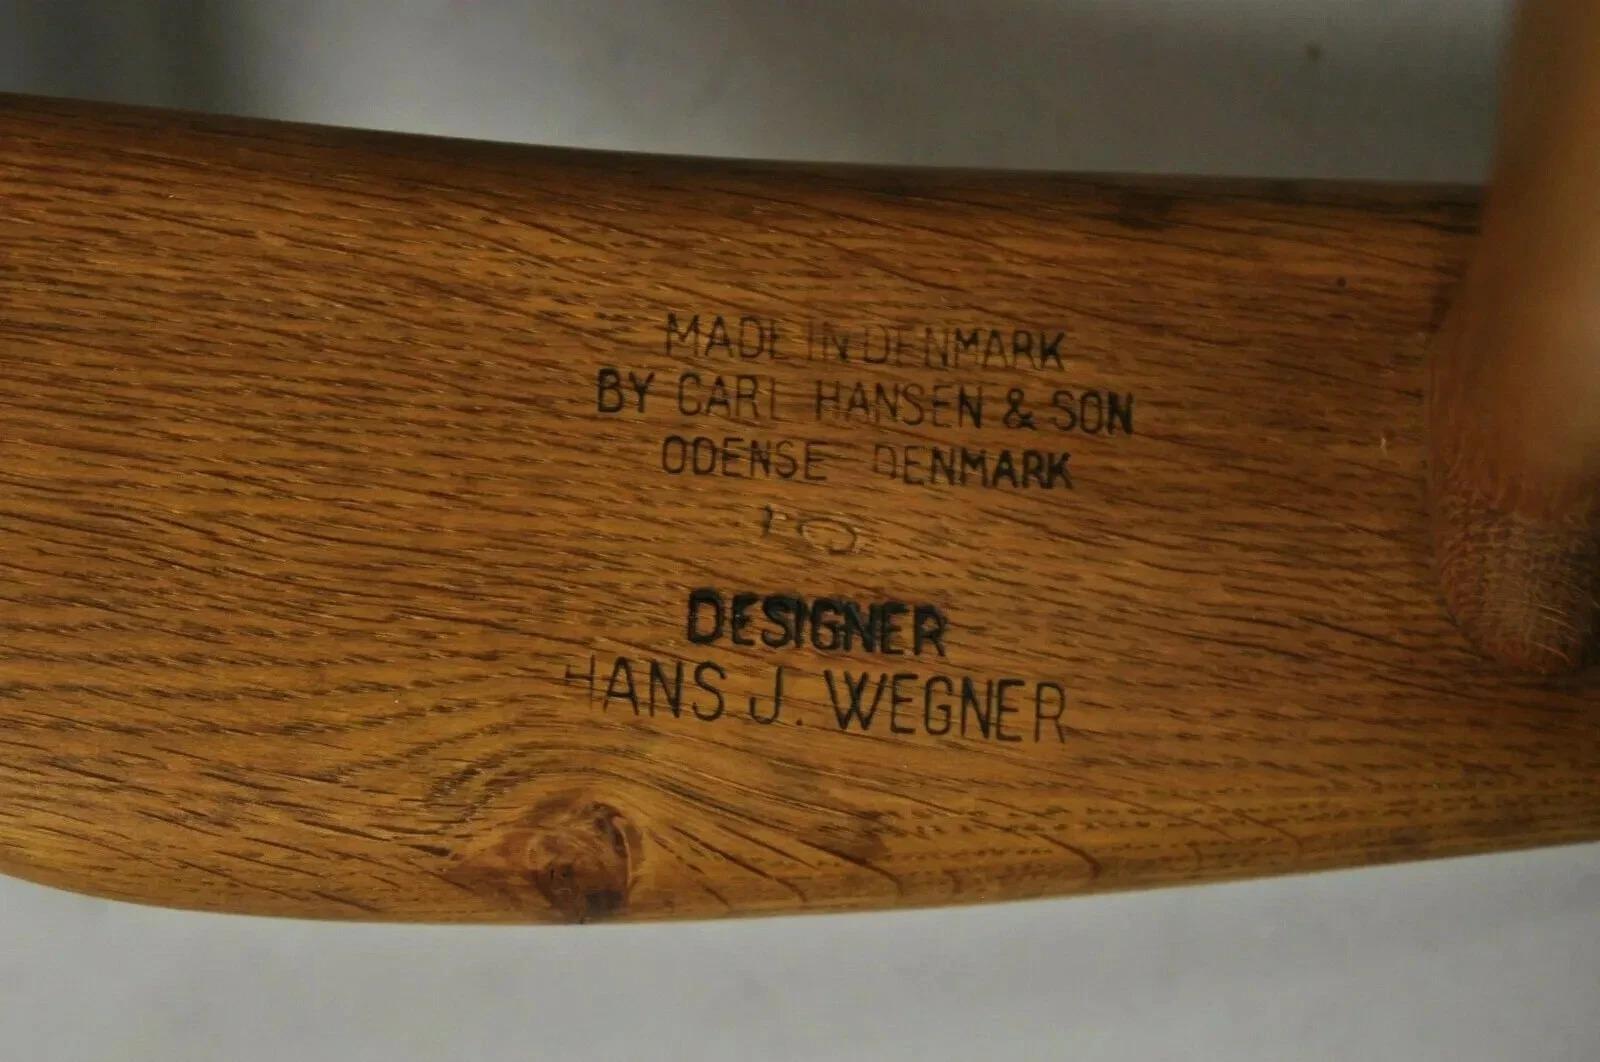 MADE IN DENMARK
BY CARL HANSEN & SON
ODENSE DENMARK
DESIGNER
HANS J. WEGNER